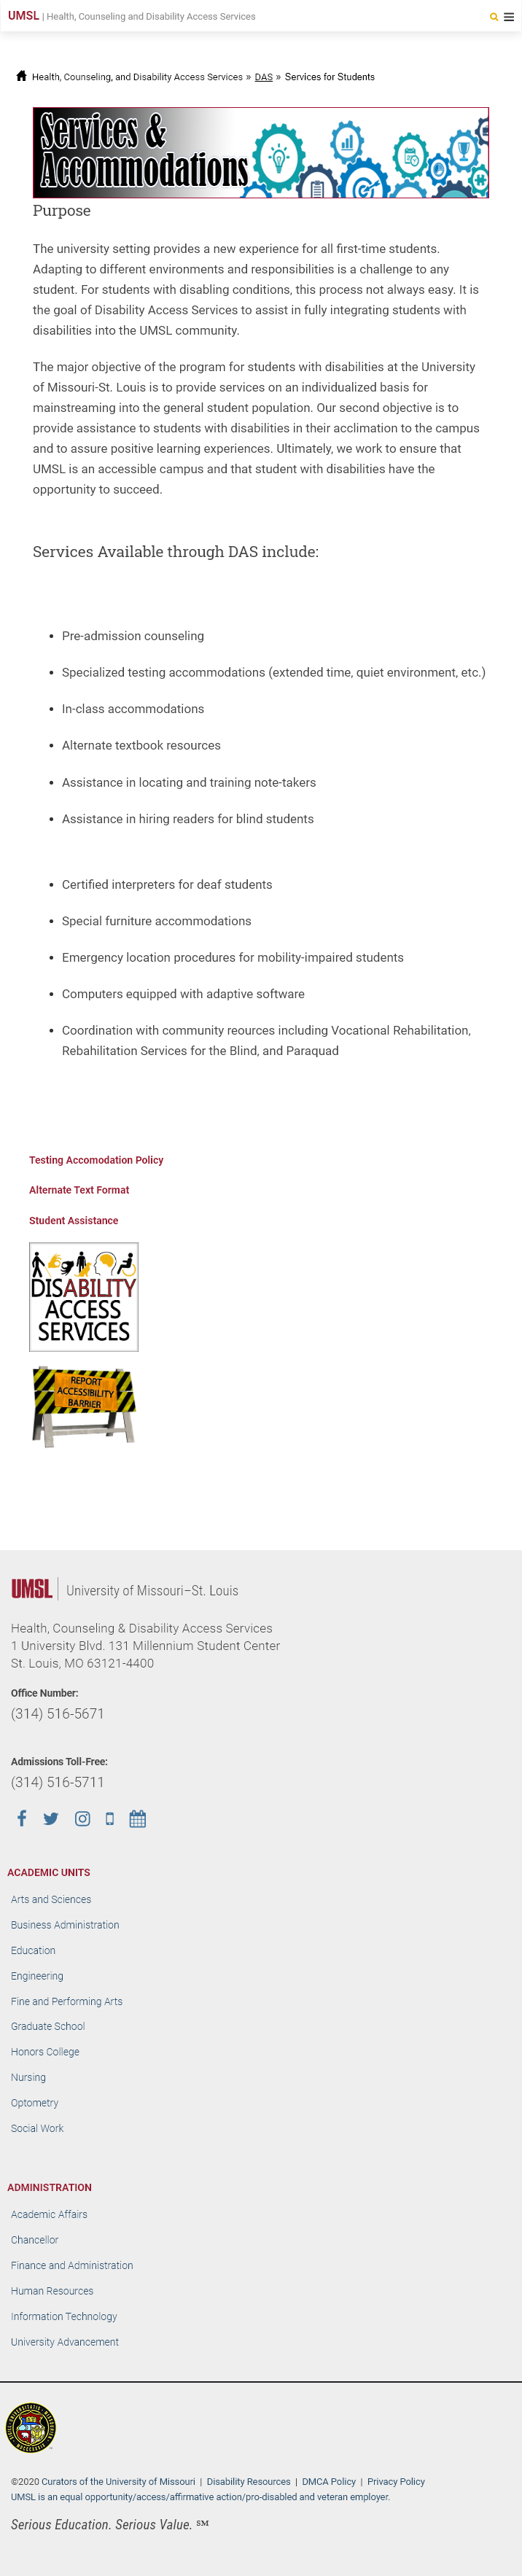 UMSL | Health, Counseling and Disability Access Services
Health, Counseling, and Disability Access Services » DAS » Services for Students
Services &
Accommodations
Purpose
The university setting provides a new experience for all first-time students.
Adapting to different environments and responsibilities is a challenge to any
student. For students with disabling conditions, this process not always easy. It is
the goal of Disability Access Services to assist in fully integrating students with
disabilities into the UMSL community.
The major objective of the program for students with disabilities at the University
of Missouri-St. Louis is to provide services on an individualized basis for
mainstreaming into the general student population. Our second objective is to
provide assistance to students with disabilities in their acclimation to the campus
and to assure positive learning experiences. Ultimately, we work to ensure that
UMSL is an accessible campus and that student with disabilities have the
opportunity to succeed.
Services Available through DAS include:
• Pre-admission counseling
• Specialized testing accommodations (extended time, quiet environment, etc.)
• In-class accommodations
• Alternate textbook resources
• Assistance in locating and training note-takers
• Assistance in hiring readers for blind students
• Certified interpreters for deaf students
• Special furniture accommodations
• Emergency location procedures for mobility-impaired students
• Computers equipped with adaptive software
• Coordination with community reources including Vocational Rehabilitation,
Rebahilitation Services for the Blind, and Paraquad
Testing Accomodation Policy
Alternate Text Format
Student Assistance
DISABILITY
ACCESS
SERVICES
REPORT
ACCESSIBILITY
BARRIER
UMSL | University of Missouri–St. Louis
Health, Counseling & Disability Access Services
1 University Blvd. 131 Millennium Student Center
St. Louis, MO 63121-4400
Office Number:
(314) 516-5671
Admissions Toll-Free:
(314) 516-5711
ACADEMIC UNITS
Arts and Sciences
Business Administration
Education
Engineering
Fine and Performing Arts
Graduate School
Honors College
Nursing
Optometry
Social Work
ADMINISTRATION
Academic Affairs
Chancellor
Finance and Administration
Human Resources
Information Technology
University Advancement
©2020 Curators of the University of Missouri | Disability Resources | DMCA Policy | Privacy Policy
UMSL is an equal opportunity/access/affirmative action/pro-disabled and veteran employer.
Serious Education. Serious Value. ℠